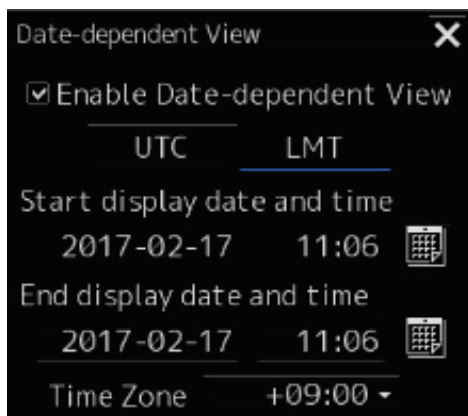 Date-dependent View
Enable Date-dependent View
UTC LMT
Start display date and time
2017-02-17 11:06
End display date and time
2017-02-17 11:06
Time Zone +09:00